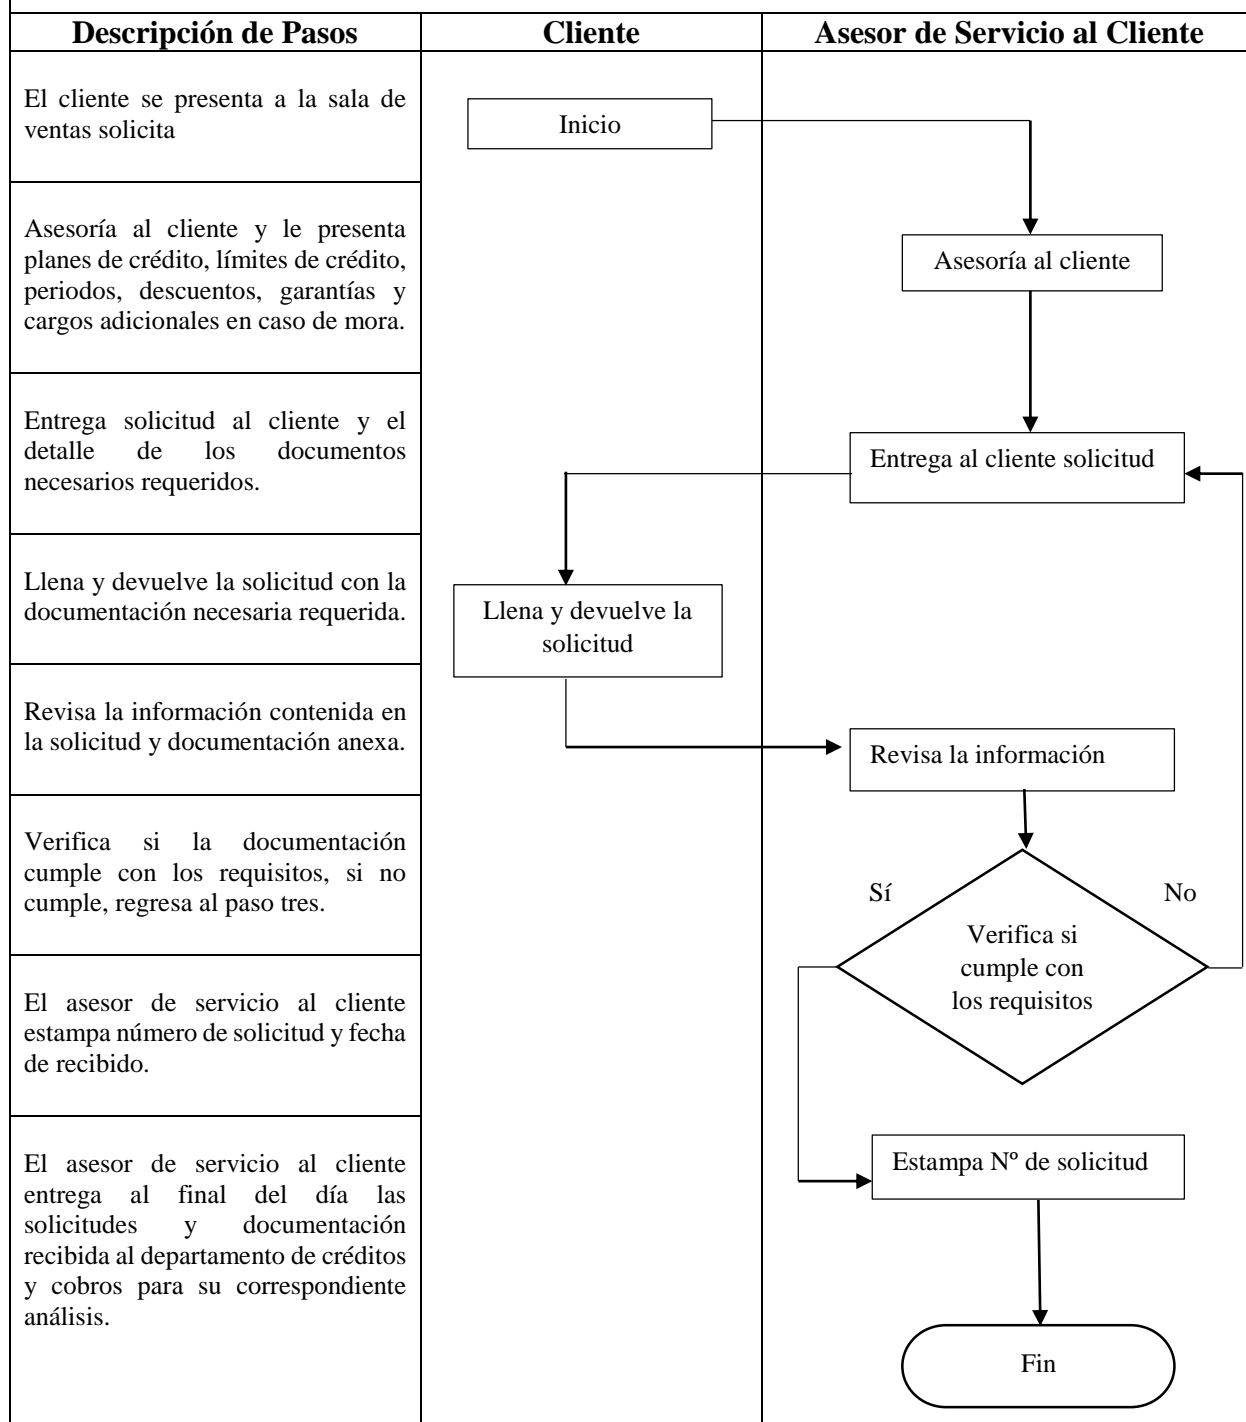 Descripción de Pasos
Cliente
Asesor de Servicio al Cliente
El cliente se presenta a la sala de
ventas solicita
Inicio
Asesoría al cliente y le presenta
planes de crédito, límites de crédito,
periodos, descuentos, garantías y
cargos adicionales en caso de mora.
Asesoría al cliente
Entrega solicitud al cliente y el
detalle de los documentos
necesarios requeridos.
Entrega al cliente solicitud
Llena y devuelve la solicitud con la
documentación necesaria requerida.
Llena y devuelve la
solicitud
Revisa la información contenida en
la solicitud y documentación anexa.
Revisa la información
Verifica si la documentación
cumple con los requisitos, si no
cumple, regresa al paso tres.
Sí
No
Verifica si
cumple con
los requisitos
El asesor de servicio al cliente
estampa número de solicitud y fecha
de recibido.
Estampa Nº de solicitud
El asesor de servicio al cliente
entrega al final del día las
solicitudes y documentación
recibida al departamento de créditos
y cobros para su correspondiente
análisis.
Fin